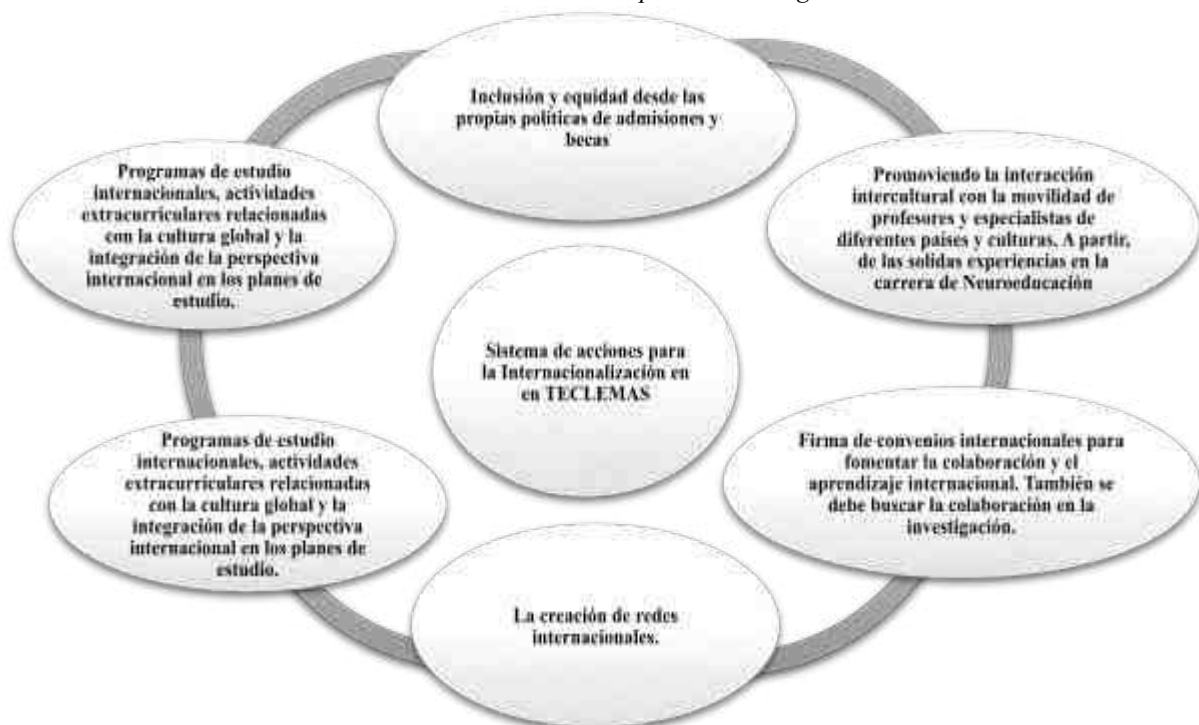 Inclusión y equidad desde las
propias políticas de admisiones y
becas
Promoviendo la interacción
intercultural con la movilidad de
profesores y especialistas de
diferentes países y culturas. A partir,
de las solidas experiencias en la
carrera de Neuroeducación
Firma de convenios internacionales para
fomentar la colaboración y el
aprendizaje internacional. También se
debe buscar la colaboración en la
investigación.
La creación de redes
internacionales.
Programas de estudio
internacionales, actividades
extracurriculares relacionadas
con la cultura global y la
integración de la perspectiva
internacional en los planes de
estudio.
Programas de estudio
internacionales, actividades
extracurriculares relacionadas
con la cultura global y la
integración de la perspectiva
internacional en los planes de
estudio.
Sistema de acciones para
la Internacionalización en
en TECLEMAS